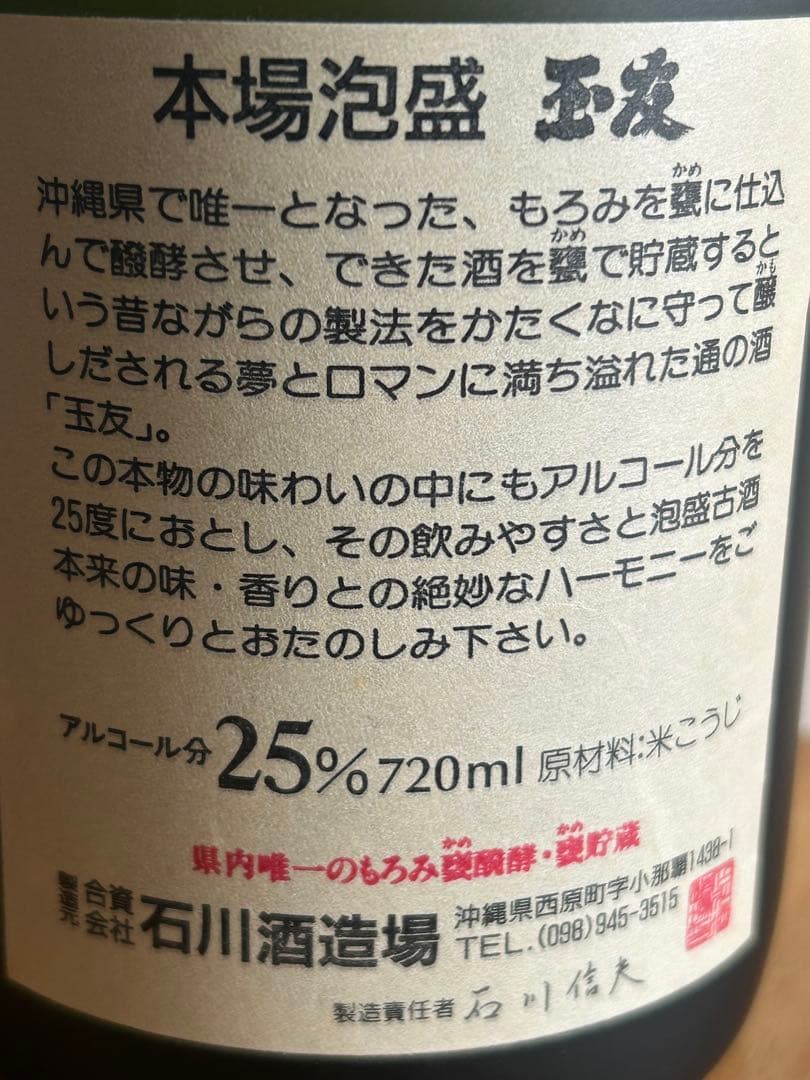 本場泡盛 玉友
沖縄県で唯一となった、もろみを甕に仕込
んで醱酵させ、できた酒を甕で貯蔵すると
いう昔ながらの製法をかたくなに守って醸
しだされる夢とロマンに満ち溢れた通の酒
「玉友」。
この本物の味わいの中にもアルコール分を
25度におとし、その飲みやすさと泡盛古酒
本来の味・香りとの絶妙なハーモニーをご
ゆっくりとおたのしみ下さい。
アルコール分25%720ml 原材料:米こうじ
県内唯一のもろみ甕醱酵・甕貯蔵
製造元 合資会社 石川酒造場
沖縄県西原町字小那覇1438-1
TEL.(098)945-3515
製造責任者 石川信夫